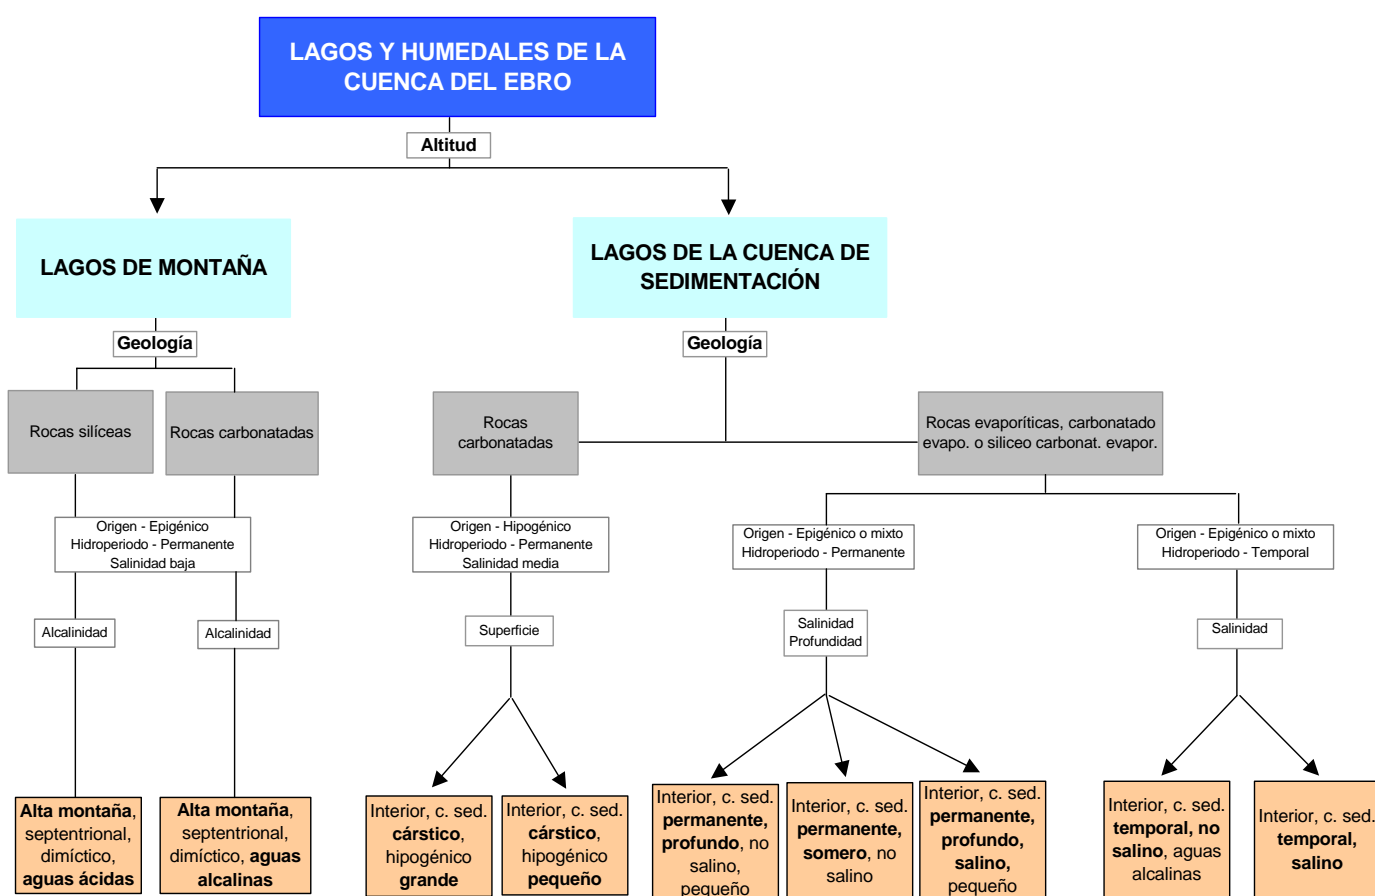 LAGOS Y HUMEDALES DE LA
CUENCA DEL EBRO
Altitud
LAGOS DE MONTAÑA
LAGOS DE LA CUENCA DE
SEDIMENTACIÓN
Geología
Geología
Rocas silíceas
Rocas carbonatadas
Rocas
carbonatadas
Rocas evaporíticas, carbonatado
evapo. o siliceo carbonat. evapor.
Origen - Epigénico
Hidroperiodo - Permanente
Salinidad baja
Origen - Hipogénico
Hidroperiodo - Permanente
Salinidad media
Origen - Epigénico o mixto
Hidroperiodo - Permanente
Origen - Epigénico o mixto
Hidroperiodo - Temporal
Alcalinidad
Alcalinidad
Superficie
Salinidad
Profundidad
Salinidad
Alta montaña,
septentrional,
dimíctico,
aguas ácidas
Alta montaña,
septentrional,
dimíctico, aguas
alcalinas
Interior, c. sed.
cárstico,
hipogénico
grande
Interior, c. sed.
cárstico,
hipogénico
pequeño
Interior, c. sed.
permanente,
profundo, no
salino,
pequeño
Interior, c. sed.
permanente,
somero, no
salino
Interior, c. sed.
permanente,
profundo,
salino,
pequeño
Interior, c. sed.
temporal, no
salino, aguas
alcalinas
Interior, c. sed.
temporal,
salino